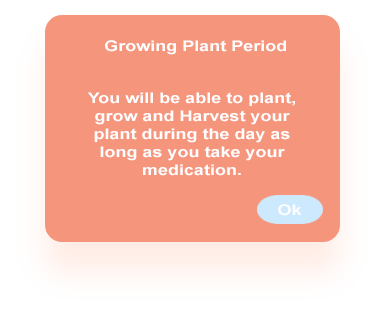 Growing Plant Period
You will be able to plant,
grow and Harvest your
plant during the day as
long as you take your
medication.
Ok